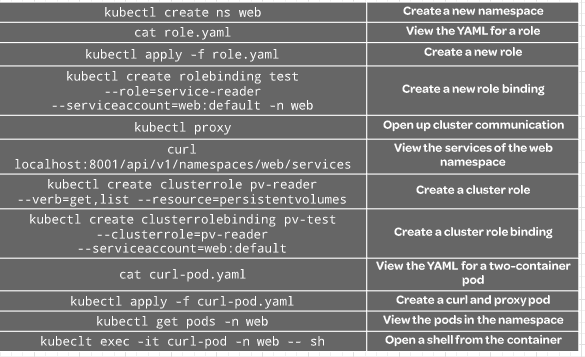 kubectl create ns web
Create a new namespace
cat role.yaml
View the YAML for a role
kubectl apply -f role.yaml
Create a new role
kubectl create rolebinding test
--role=service-reader
--serviceaccount=web:default -n web
Create a new role binding
kubectl proxy
Open up cluster communication
curl
localhost:8001/api/v1/namespaces/web/services
View the services of the web
namespace
kubectl create clusterrole pv-reader
--verb=get,list --resource=persistentvolumes
Create a cluster role
kubectl create clusterrolebinding pv-test
--clusterrole=pv-reader
--serviceaccount=web:default
Create a cluster role binding
cat curl-pod.yaml
View the YAML for a two-container
pod
kubectl apply -f curl-pod.yaml
Create a curl and proxy pod
kubectl get pods -n web
View the pods in the namespace
kubeclt exec -it curl-pod -n web -- sh
Open a shell from the container